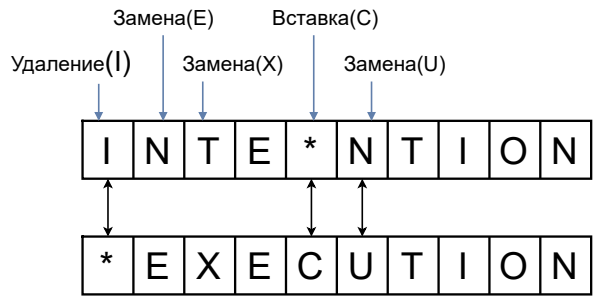 Замена(E) Вставка(C)
Удаление(I) Замена(X) Замена(U)
I N T E * N T I O N
* E X E C U T I O N